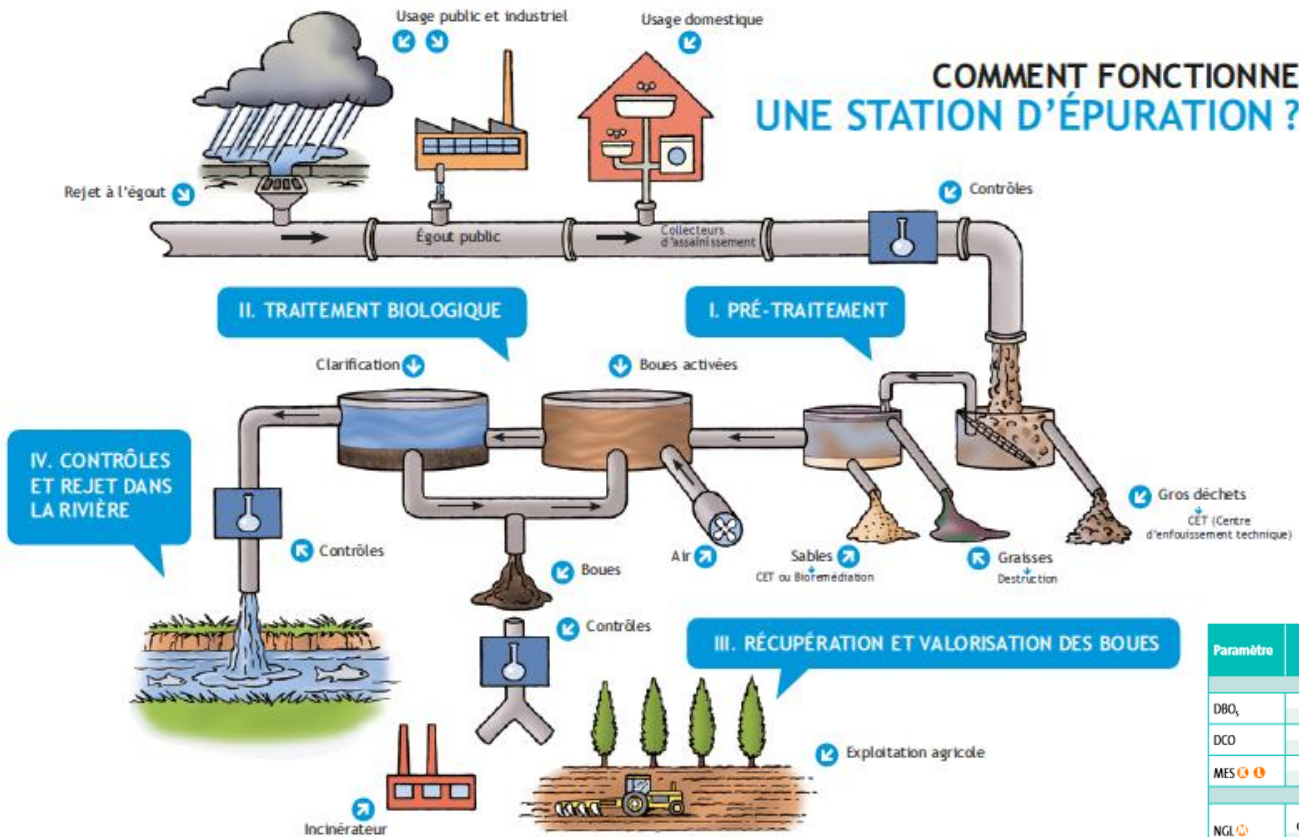 Usage public et industriel
Usage domestique
COMMENT FONCTIONNE
UNE STATION D'ÉPURATION ?
Rejet à l'égout
Contrôles
Égout public
Collecteurs
d'assainissement
II. TRAITEMENT BIOLOGIQUE
I. PRÉ-TRAITEMENT
Clarification
Boues activées
IV. CONTRÔLES
ET REJET DANS
LA RIVIÈRE
Gros déchets
CET (Centre
d'enfouissement technique)
Contrôles
Air
Sables
CET ou Bioremédiation
Graisses
Destruction
Boues
Contrôles
III. RÉCUPÉRATION ET VALORISATION DES BOUES
Exploitation agricole
Incinérateur
Paramètre
DBO₅
DCO
MES K L
NGL M